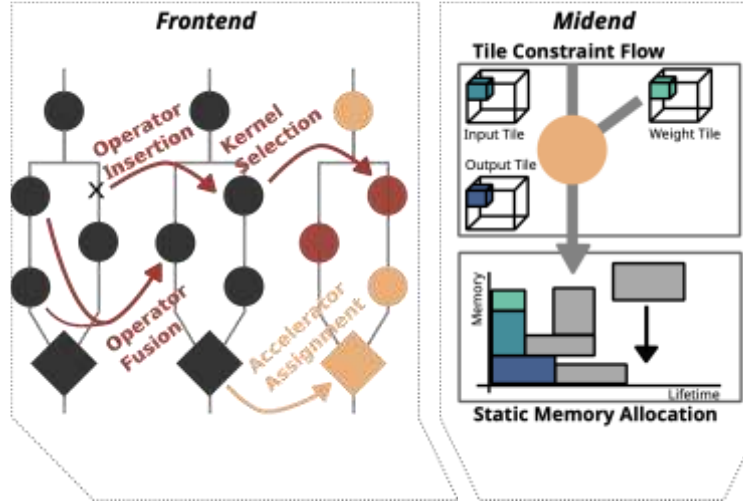 Frontend
Operator
Insertion
Kernel
Selection
x
Operator
Fusion
Accelerator
Assignment
Midend
Tile Constraint Flow
Input Tile
Weight Tile
Output Tile
Memory
Lifetime
Static Memory Allocation